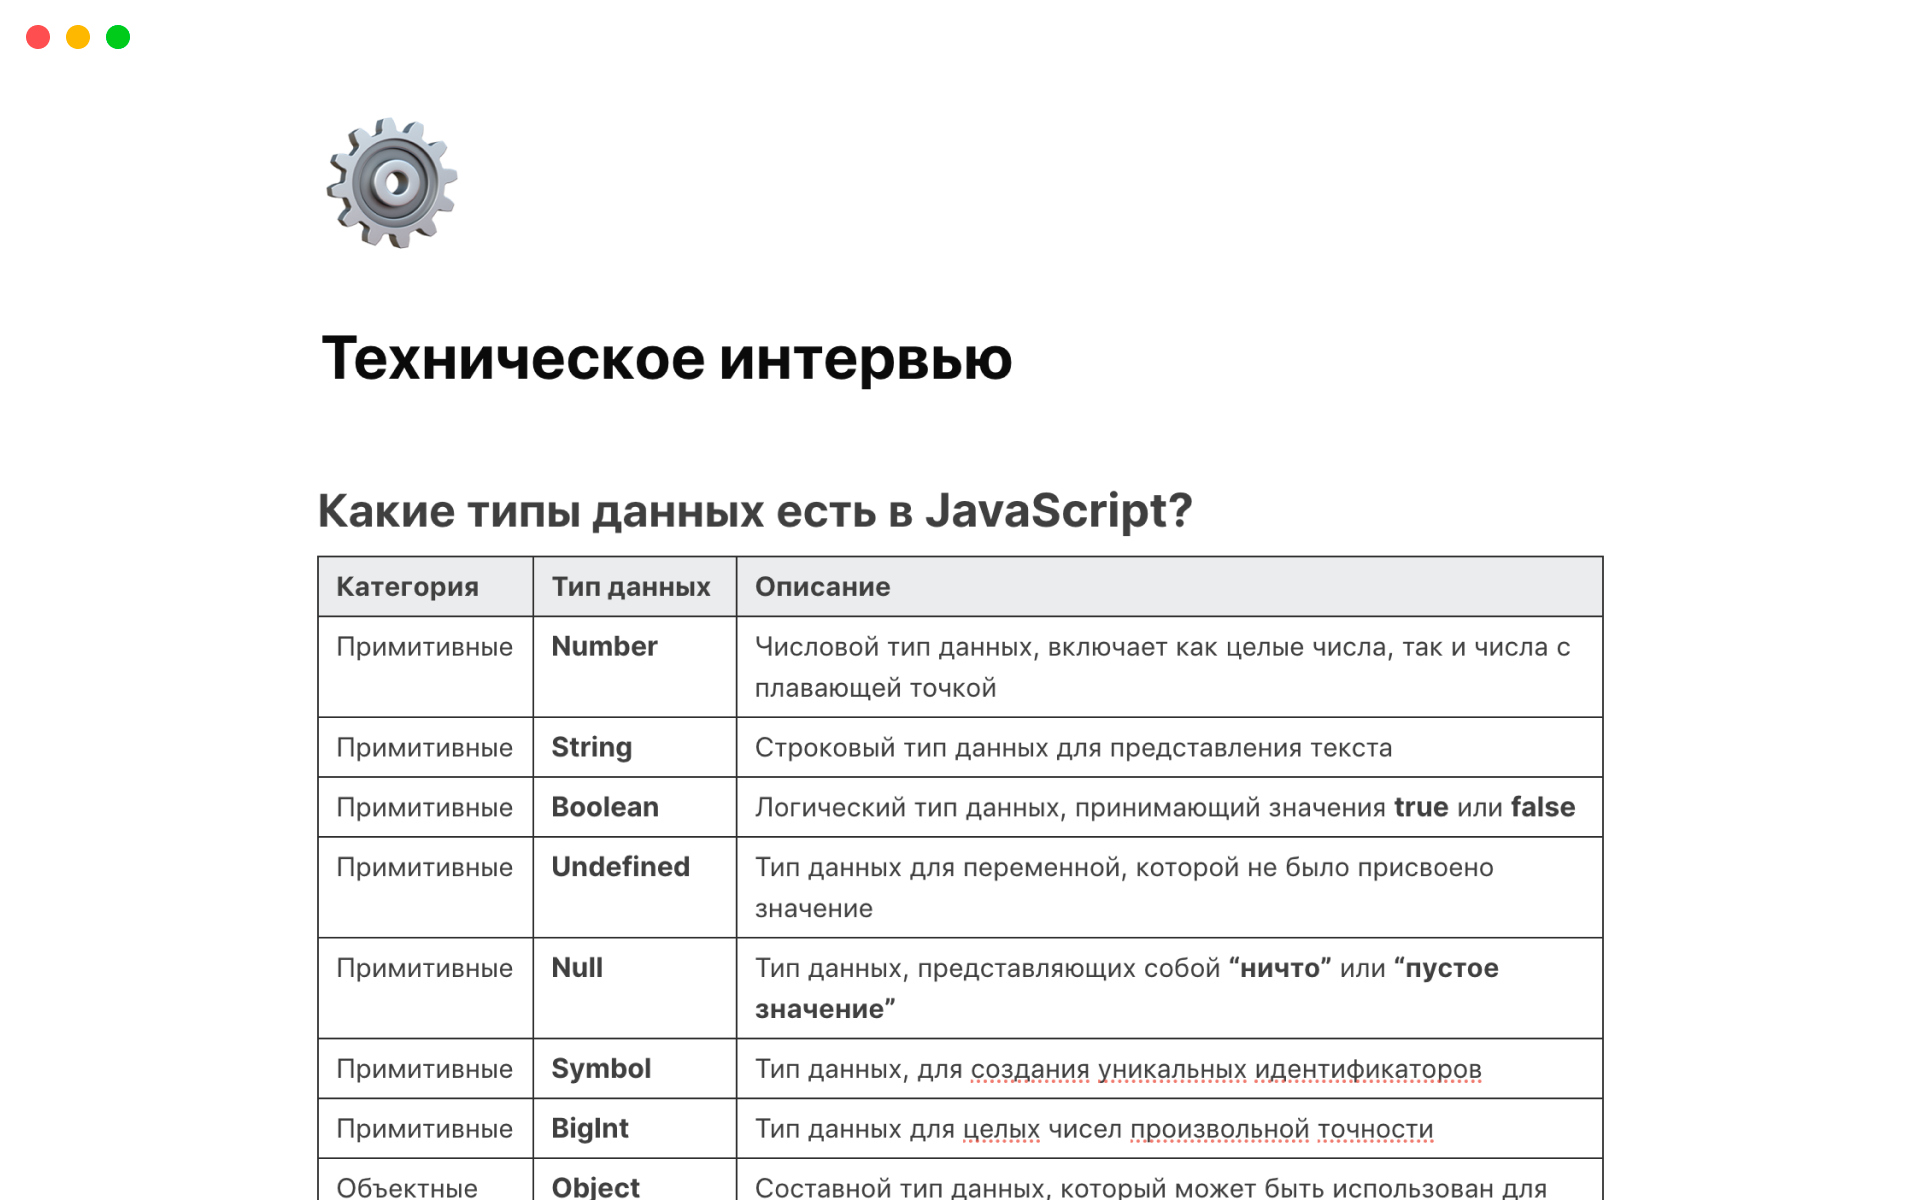 Техническое интервью
Какие типы данных есть в JavaScript?
Категория Тип данных Описание
Примитивные Number Числовой тип данных, включает как целые числа, так и числа с
плавающей точкой
Примитивные String Строковый тип данных для представления текста
Примитивные Boolean Логический тип данных, принимающий значения true или false
Примитивные Undefined Тип данных для переменной, которой не было присвоено
значение
Примитивные Null Тип данных, представляющих собой “ничто” или “пустое
значение”
Примитивные Symbol Тип данных, для создания уникальных идентификаторов
Примитивные BigInt Тип данных для целых чисел произвольной точности
Объектные Object Составной тип данных, который может быть использован для